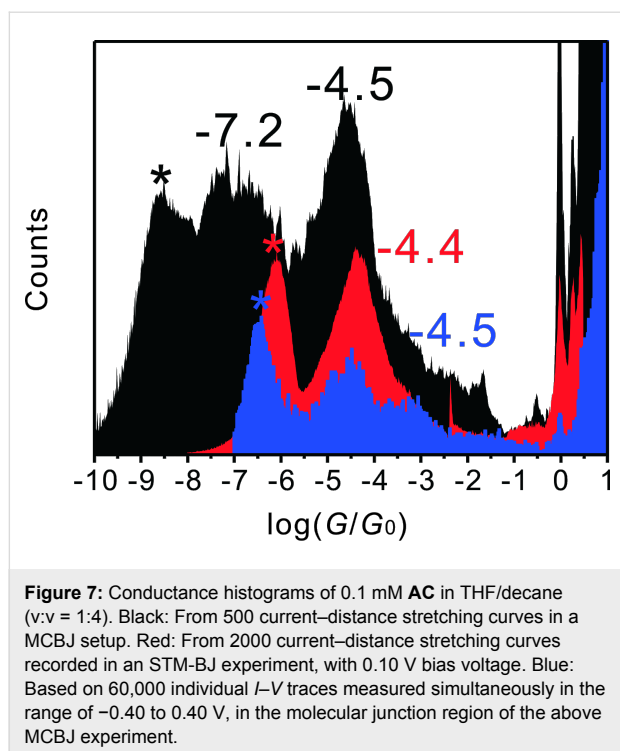 -4.5
-7.2
*
*
-4.4
*
-4.5
Counts
-10 -9 -8 -7 -6 -5 -4 -3 -2 -1 0 1
log(G/G₀)
Figure 7: Conductance histograms of 0.1 mM AC in THF/decane
(v:v = 1:4). Black: From 500 current–distance stretching curves in a
MCBJ setup. Red: From 2000 current–distance stretching curves
recorded in an STM-BJ experiment, with 0.10 V bias voltage. Blue:
Based on 60,000 individual I–V traces measured simultaneously in the
range of −0.40 to 0.40 V, in the molecular junction region of the above
MCBJ experiment.